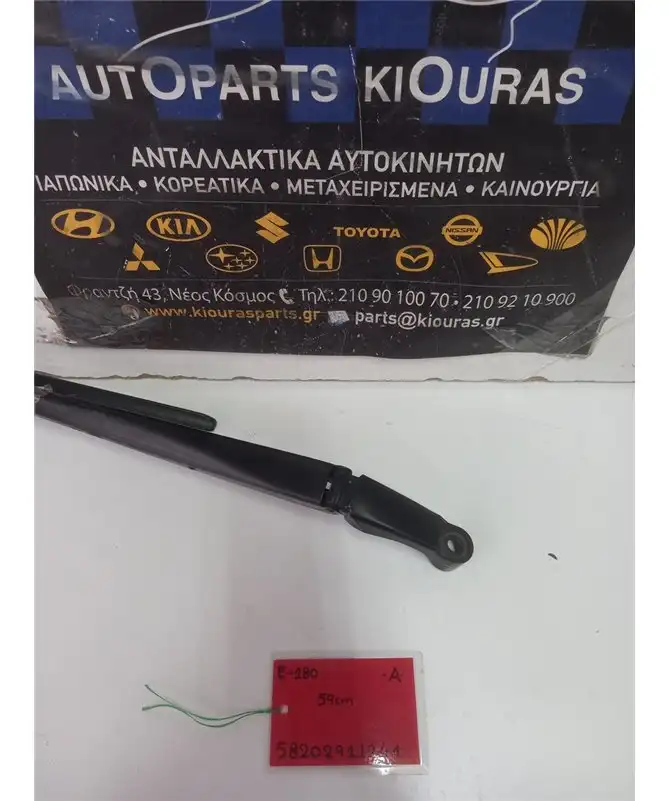 AUTOPARTS KIOURAS
ΑΝΤΑΛΛΑΚΤΙΚΑ ΑΥΤΟΚΙΝΗΤΩΝ
ΙΑΠΩΝΙΚΑ • ΚΟΡΕΑΤΙΚΑ • ΜΕΤΑΧΕΙΡΙΣΜΕΝΑ • ΚΑΙΝΟΥΡΓΙΑ
KIA TOYOTA NISSAN
Φραντζή 43, Νέος Κόσμος Τηλ.: 210 90 100 70 • 210 92 10 900
www.kiourasparts.gr parts@kiouras.gr
E-180 A
59cm